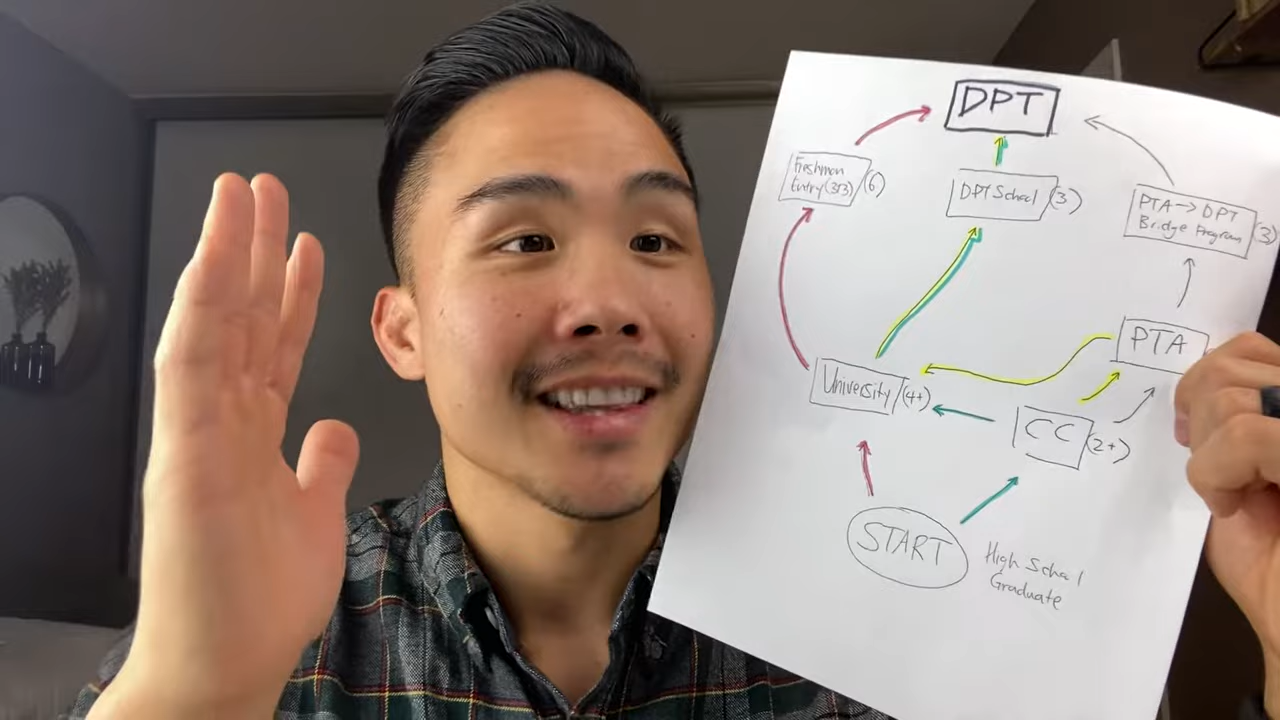 DPT
Freshman
Entry (3+3) (6)
DPT School (3)
PTA → DPT
Bridge Program (3)
PTA
University (4+)
CC (2+)
START
High School
Graduate